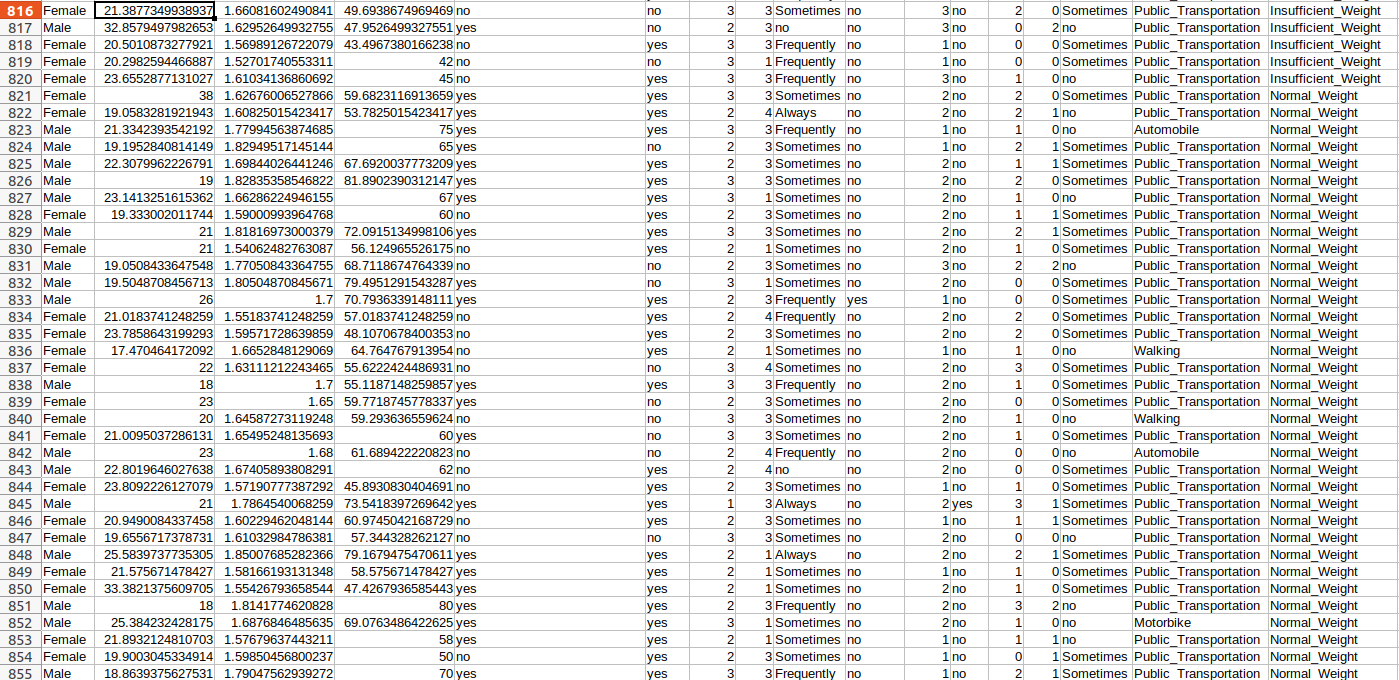 816 Female 21.3877349938937 1.66081602490841 49.6938674969469 no no 3 3 Sometimes no 3 no 2 0 Sometimes Public_Transportation Insufficient_Weight
817 Male 32.8579497982653 1.62952649932755 47.9526499327551 yes no 2 3 no no 3 no 0 2 no Public_Transportation Insufficient_Weight
818 Female 20.5010873277921 1.56989126722079 43.4967380166238 no yes 3 3 Frequently no 1 no 0 0 Sometimes Public_Transportation Insufficient_Weight
819 Female 20.2982594466887 1.52701740553311 42 no no 3 1 Frequently no 1 no 0 0 Sometimes Public_Transportation Insufficient_Weight
820 Female 23.6552877131027 1.61034136860692 45 no yes 3 3 Frequently no 3 no 1 0 no Public_Transportation Insufficient_Weight
821 Female 38 1.62676006527866 59.6823116913659 yes yes 3 3 Sometimes no 2 no 2 0 Sometimes Public_Transportation Normal_Weight
822 Female 19.0583281921943 1.60825015423417 53.7825015423417 yes yes 2 4 Always no 2 no 2 1 no Public_Transportation Normal_Weight
823 Male 21.3342393542192 1.77994563874685 75 yes yes 3 3 Frequently no 1 no 1 0 no Automobile Normal_Weight
824 Male 19.1952840814149 1.82949517145144 65 yes no 2 3 Sometimes no 1 no 2 1 Sometimes Public_Transportation Normal_Weight
825 Male 22.3079962226791 1.69844026441246 67.6920037773209 yes yes 2 3 Sometimes no 2 no 1 1 Sometimes Public_Transportation Normal_Weight
826 Male 19 1.82835358546822 81.8902390312147 yes yes 3 3 Sometimes no 2 no 2 0 Sometimes Public_Transportation Normal_Weight
827 Male 23.1413251615362 1.66286224946155 67 yes yes 3 1 Sometimes no 2 no 1 0 no Public_Transportation Normal_Weight
828 Female 19.333002011744 1.59000993964768 60 no yes 2 3 Sometimes no 2 no 1 1 Sometimes Public_Transportation Normal_Weight
829 Male 21 1.81816973000379 72.0915134998106 yes yes 3 3 Sometimes no 2 no 2 1 Sometimes Public_Transportation Normal_Weight
830 Female 21 1.54062482763087 56.124965526175 no yes 2 1 Sometimes no 2 no 1 0 Sometimes Public_Transportation Normal_Weight
831 Male 19.0508433647548 1.77050843364755 68.7118674764339 no no 2 3 Sometimes no 3 no 2 2 no Public_Transportation Normal_Weight
832 Male 19.5048708456713 1.80504870845671 79.4951291543287 yes no 3 1 Sometimes no 2 no 0 0 Sometimes Public_Transportation Normal_Weight
833 Male 26 1.7 70.7936339148111 yes yes 2 3 Frequently yes 1 no 0 0 Sometimes Public_Transportation Normal_Weight
834 Female 21.0183741248259 1.55183741248259 57.0183741248259 no yes 2 4 Frequently no 2 no 2 0 Sometimes Public_Transportation Normal_Weight
835 Female 23.7858643199293 1.59571728639859 48.1070678400353 no yes 2 3 Sometimes no 2 no 2 0 Sometimes Public_Transportation Normal_Weight
836 Female 17.470464172092 1.6652848129069 64.764767913954 no yes 2 1 Sometimes no 1 no 1 0 no Walking Normal_Weight
837 Female 22 1.63111212243465 55.6222424486931 no no 3 4 Sometimes no 2 no 3 0 Sometimes Public_Transportation Normal_Weight
838 Male 18 1.7 55.1187148259857 yes yes 3 3 Frequently no 2 no 1 0 Sometimes Public_Transportation Normal_Weight
839 Female 23 1.65 59.7718745778337 yes no 2 3 Sometimes no 2 no 0 0 Sometimes Public_Transportation Normal_Weight
840 Female 20 1.64587273119248 59.293636559624 no no 3 3 Sometimes no 2 no 1 0 no Walking Normal_Weight
841 Female 21.0095037286131 1.65495248135693 60 yes no 3 3 Sometimes no 2 no 1 0 Sometimes Public_Transportation Normal_Weight
842 Male 23 1.68 61.689422220823 no no 2 4 Frequently no 2 no 0 0 no Automobile Normal_Weight
843 Male 22.8019646027638 1.67405893808291 62 no yes 2 4 no no 2 no 0 0 Sometimes Public_Transportation Normal_Weight
844 Female 23.8092226127079 1.57190777387292 45.8930830404691 no yes 2 3 Sometimes no 1 no 1 0 Sometimes Public_Transportation Normal_Weight
845 Male 21 1.7864540068259 73.5418397269642 yes yes 1 3 Always no 2 yes 3 1 Sometimes Public_Transportation Normal_Weight
846 Female 20.9490084337458 1.60229462048144 60.9745042168729 no yes 2 3 Sometimes no 1 no 1 1 Sometimes Public_Transportation Normal_Weight
847 Female 19.6556717378731 1.61032984786381 57.344328262127 no no 3 3 Sometimes no 2 no 0 0 no Public_Transportation Normal_Weight
848 Male 25.5839737735305 1.85007685282366 79.1679475470611 yes yes 2 1 Always no 2 no 2 1 Sometimes Public_Transportation Normal_Weight
849 Female 21.575671478427 1.58166193131348 58.575671478427 yes yes 2 1 Sometimes no 1 no 1 0 Sometimes Public_Transportation Normal_Weight
850 Female 33.3821375609705 1.55426793658544 47.4267936585443 yes yes 2 1 Sometimes no 2 no 1 0 Sometimes Public_Transportation Normal_Weight
851 Male 18 1.8141774620828 80 yes yes 2 3 Frequently no 2 no 3 2 no Public_Transportation Normal_Weight
852 Male 25.384232428175 1.6876846485635 69.0763486422625 yes yes 3 1 Sometimes no 2 no 1 0 no Motorbike Normal_Weight
853 Female 21.8932124810703 1.57679637443211 58 yes yes 2 1 Sometimes no 1 no 1 1 no Public_Transportation Normal_Weight
854 Female 19.9003045334914 1.59850456800237 50 no yes 2 3 Sometimes no 1 no 0 1 Sometimes Public_Transportation Normal_Weight
855 Male 18.8639375627531 1.79047562939272 70 yes yes 3 3 Frequently no 1 no 2 1 Sometimes Public_Transportation Normal_Weight